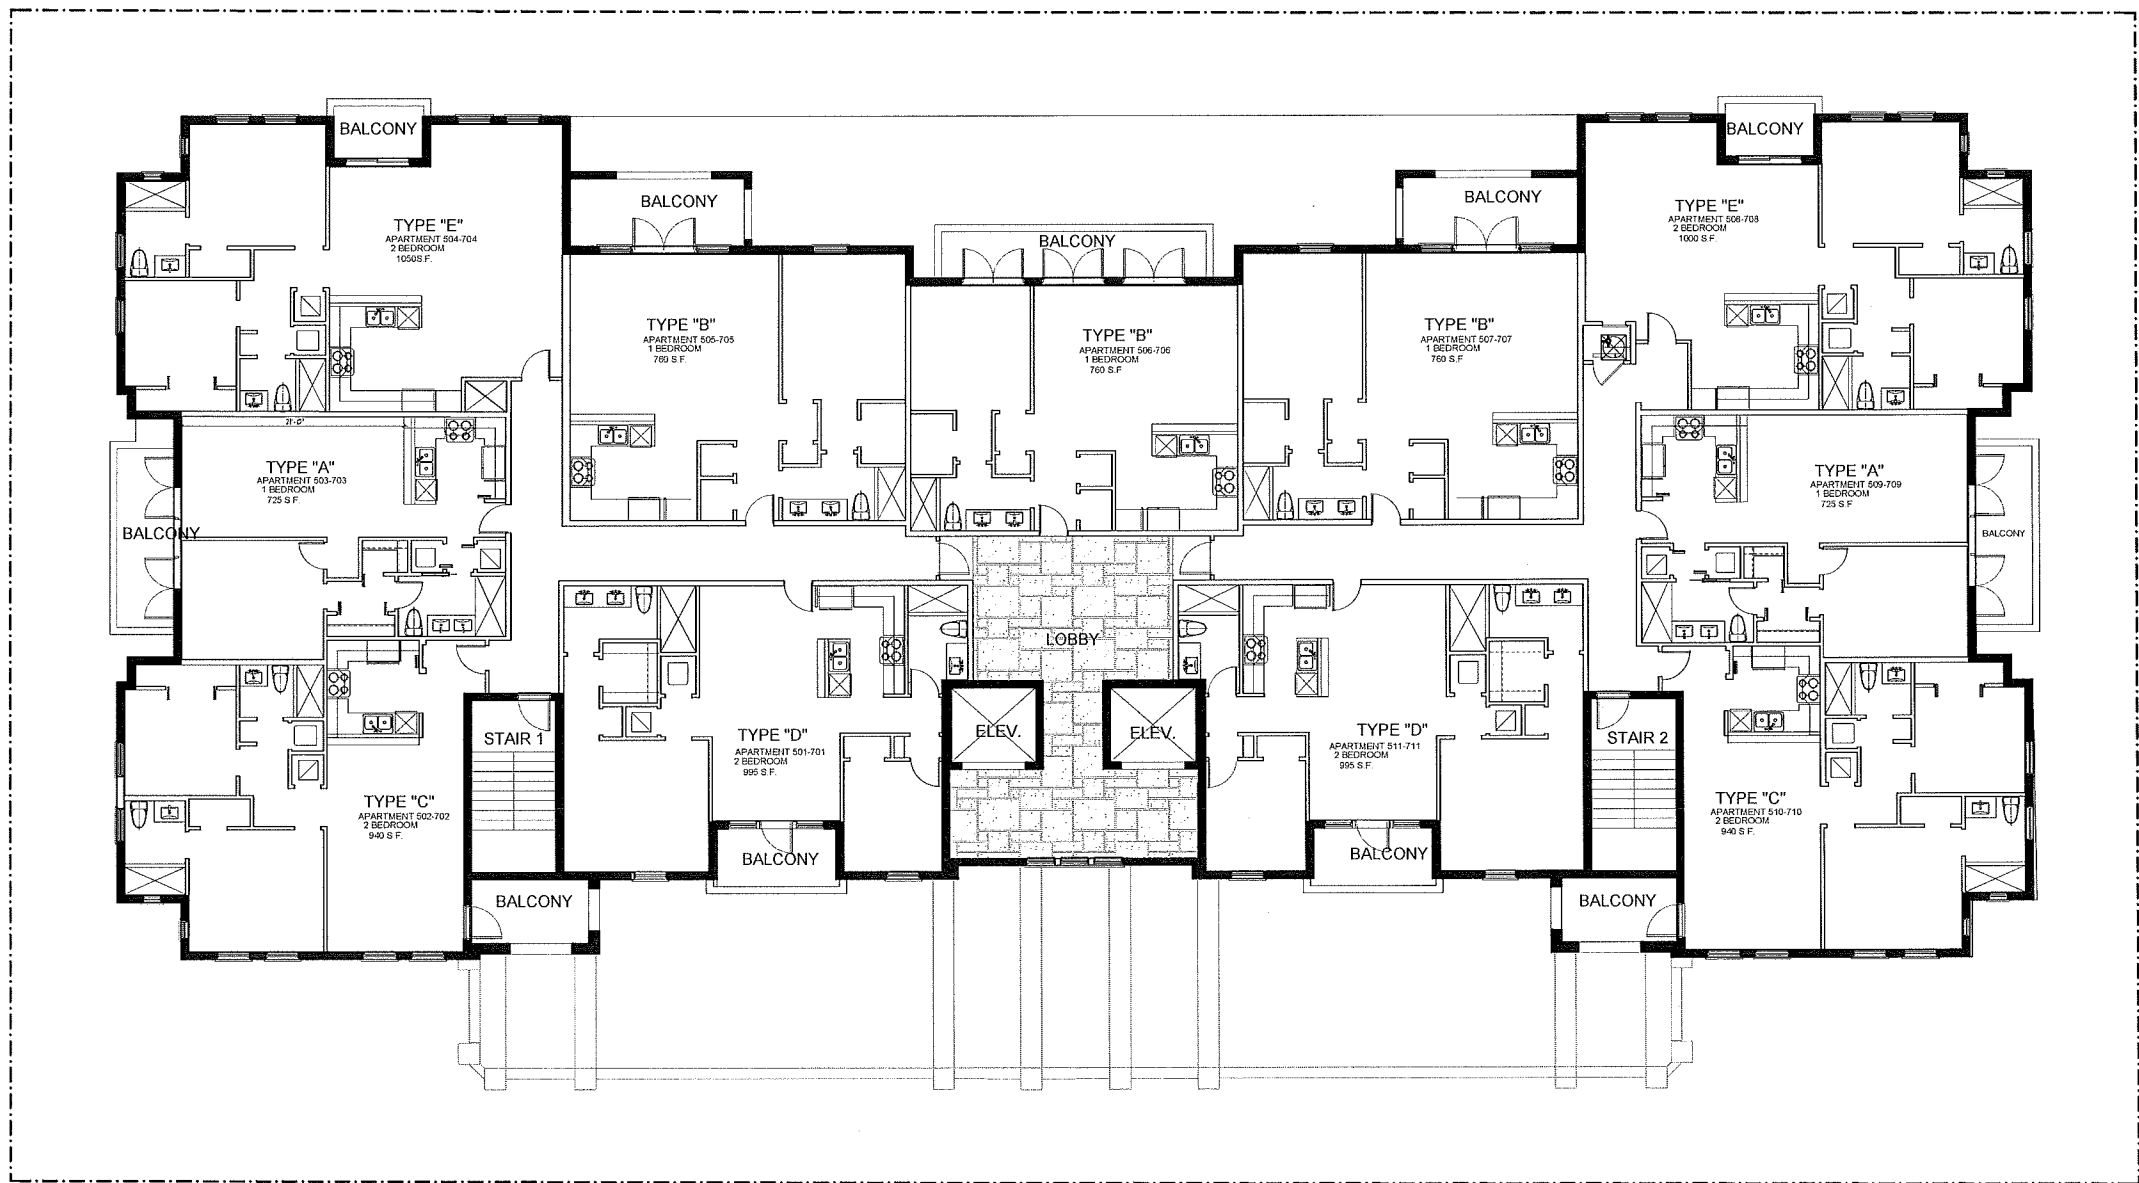 BALCONY
BALCONY
TYPE "E"
APARTMENT 504-704
2 BEDROOM
1050S.F.
BALCONY
BALCONY
BALCONY
TYPE "E"
APARTMENT 508-708
2 BEDROOM
1000 S.F.
TYPE "B"
APARTMENT 505-705
1 BEDROOM
760 S.F.
TYPE "B"
APARTMENT 506-706
1 BEDROOM
760 S.F
TYPE "B"
APARTMENT 507-707
1 BEDROOM
760 S.F
21'-0"
TYPE "A"
APARTMENT 503-703
1 BEDROOM
725 S F.
BALCONY
TYPE "A"
APARTMENT 509-709
1 BEDROOM
725 S.F
BALCONY
LOBBY
STAIR 1
TYPE "D"
APARTMENT 501-701
2 BEDROOM
995 S.F.
ELEV.
ELEV.
TYPE "D"
APARTMENT 511-711
2 BEDROOM
995 S.F.
STAIR 2
TYPE "C"
APARTMENT 502-702
2 BEDROOM
940 S F.
TYPE "C"
APARTMENT 510-710
2 BEDROOM
940 S F.
BALCONY
BALCONY
BALCONY
BALCONY